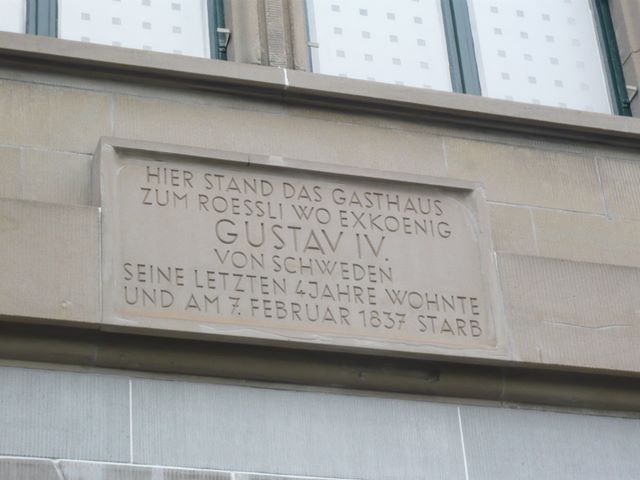 HIER STAND DAS GASTHAUS
ZUM ROESSLI WO EXKOENIG
GUSTAV IV.
VON SCHWEDEN
SEINE LETZTEN 4 JAHRE WOHNTE
UND AM 7. FEBRUAR 1837 STARB